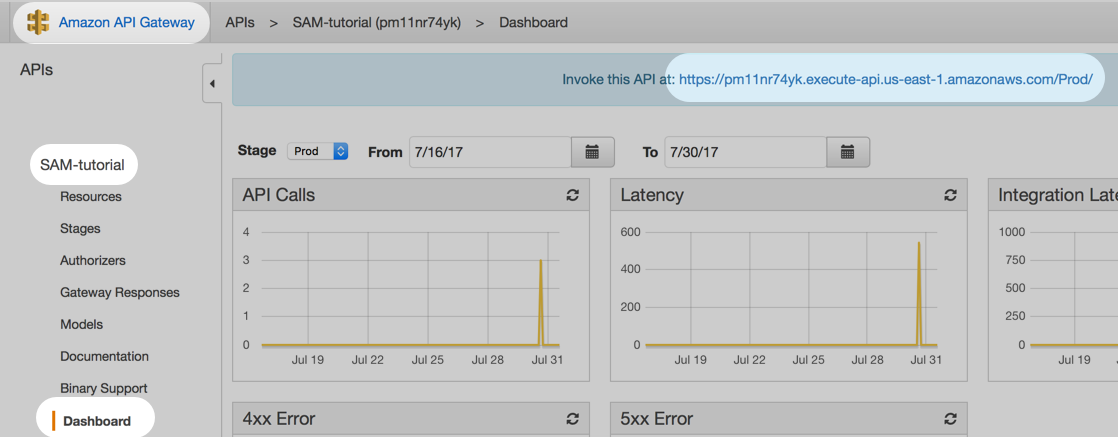 Amazon API Gateway APIs > SAM-tutorial (pm11nr74yk) > Dashboard
APIs
Invoke this API at: https://pm11nr74yk.execute-api.us-east-1.amazonaws.com/Prod/
SAM-tutorial
Resources
Stages
Authorizers
Gateway Responses
Models
Documentation
Binary Support
Dashboard
Stage Prod From 7/16/17 To 7/30/17
API Calls
4
3
2
1
0
Jul 19 Jul 22 Jul 25 Jul 28 Jul 31
Latency
600
400
200
0
Jul 19 Jul 22 Jul 25 Jul 28 Jul 31
Integration Late
1000
750
500
250
0
Jul 19
4xx Error
5xx Error